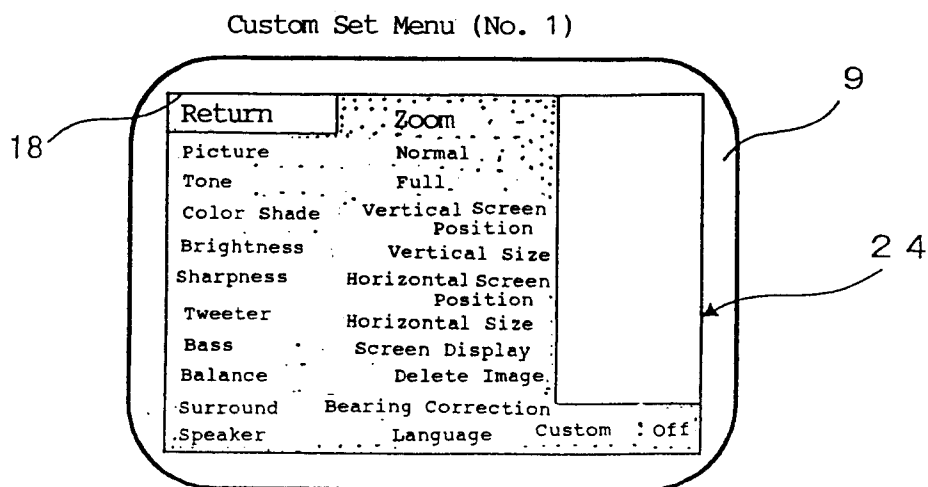 Custom Set Menu (No. 1)
9
18
24
Return
Zoom
Picture
Normal
Tone
Full
Color Shade
Vertical Screen
Position
Brightness
Vertical Size
Sharpness
Horizontal Screen
Position
Tweeter
Horizontal Size
Bass
Screen Display
Balance
Delete Image
Surround
Bearing Correction
Speaker
Language
Custom : Off